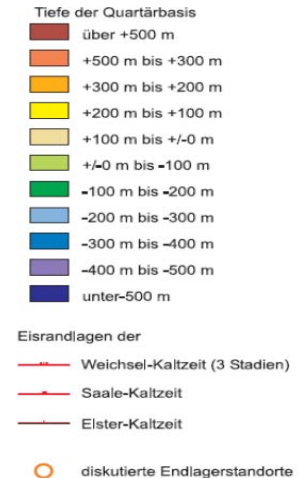 Tiefe der Quartärbasis
über +500 m
+500 m bis +300 m
+300 m bis +200 m
+200 m bis +100 m
+100 m bis +/-0 m
+/-0 m bis -100 m
-100 m bis -200 m
-200 m bis -300 m
-300 m bis -400 m
-400 m bis -500 m
unter-500 m
Eisrandlagen der
Weichsel-Kaltzeit (3 Stadien)
Saale-Kaltzeit
Elster-Kaltzeit
diskutierte Endlagerstandorte